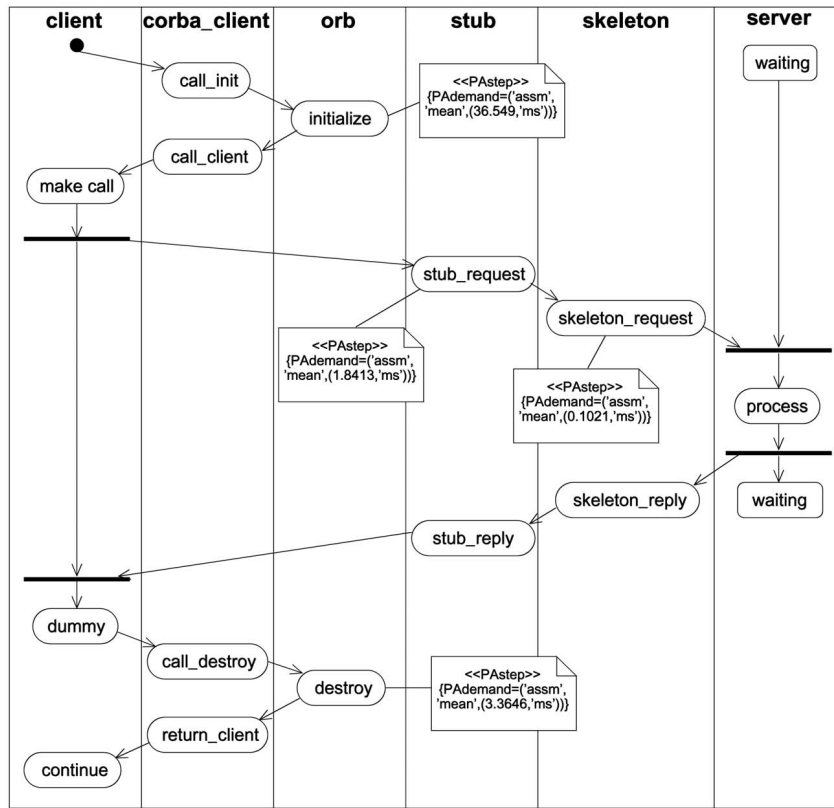 client
corba_client
orb
stub
skeleton
server
call_init
waiting
<<PAstep>>
{PAdemand=('assm',
'mean',(36.549,'ms'))}
initialize
call_client
make call
stub_request
skeleton_request
<<PAstep>>
{PAdemand=('assm',
'mean',(1.8413,'ms'))}
<<PAstep>>
{PAdemand=('assm',
'mean',(0.1021,'ms'))}
process
skeleton_reply
waiting
stub_reply
dummy
call_destroy
destroy
<<PAstep>>
{PAdemand=('assm',
'mean',(3.3646,'ms'))}
return_client
continue